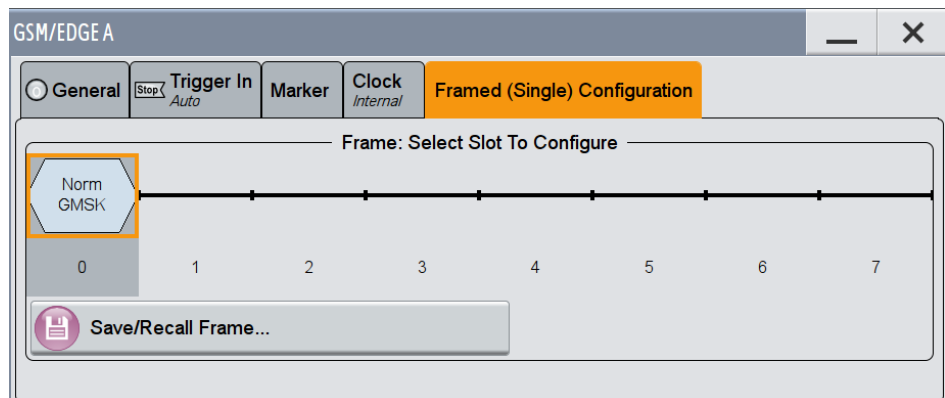 GSM/EDGE A
General
Stop
Trigger In
Auto
Marker
Clock
Internal
Framed (Single) Configuration
Frame: Select Slot To Configure
Norm
GMSK
0 1 2 3 4 5 6 7
Save/Recall Frame...